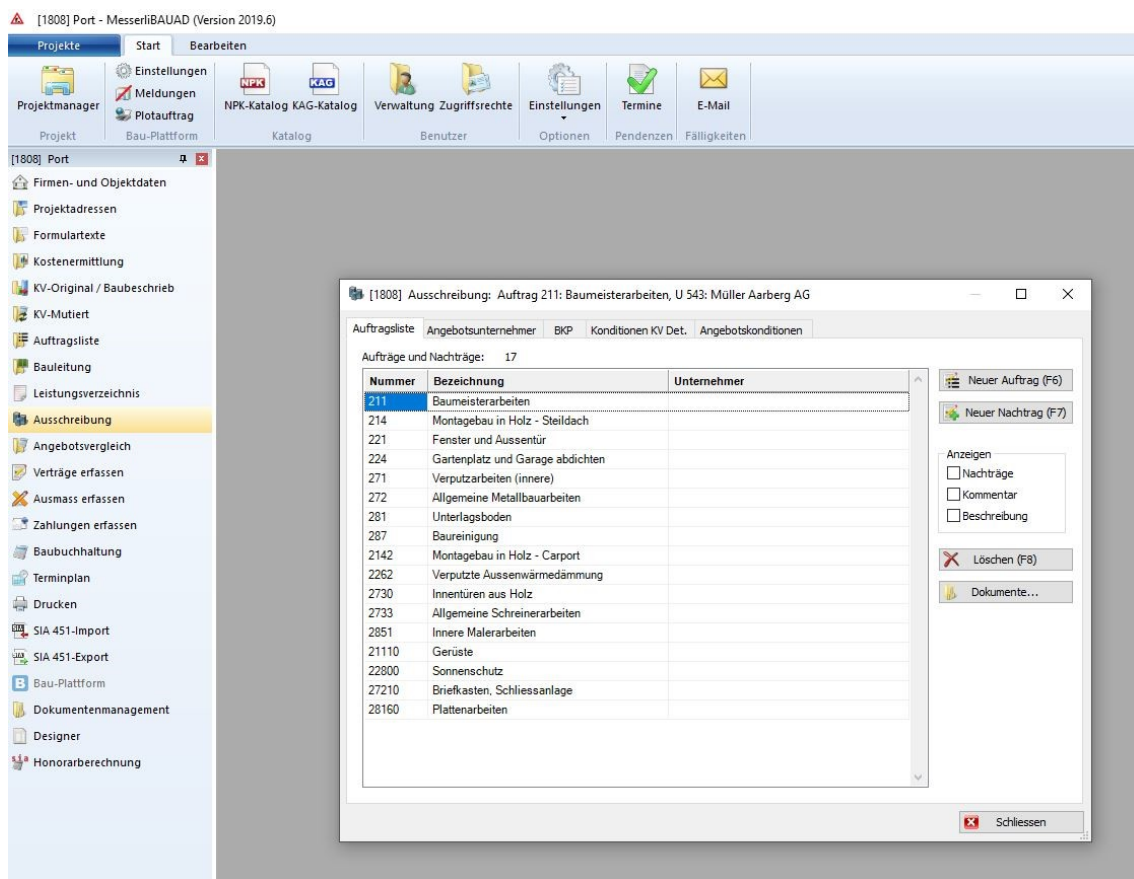 [1808] Port - MesserliBAUAD (Version 2019.6)
Projekte Start Bearbeiten
Projektmanager
Einstellungen
Meldungen
Plotauftrag
NPK
KAG
NPK-Katalog KAG-Katalog
Verwaltung Zugriffsrechte
Einstellungen
Termine
E-Mail
Projekt Bau-Plattform Katalog Benutzer Optionen Pendenzen Fälligkeiten
[1808] Port
Firmen- und Objektdaten
Projektadressen
Formulartexte
Kostenermittlung
KV-Original / Baubeschrieb
KV-Mutiert
Auftragsliste
Bauleitung
Leistungsverzeichnis
Ausschreibung
Angebotsvergleich
Verträge erfassen
Ausmass erfassen
Zahlungen erfassen
Baubuchhaltung
Terminplan
Drucken
SIA 451-Import
SIA 451-Export
B Bau-Plattform
Dokumentenmanagement
Designer
Honorarberechnung
[1808] Ausschreibung: Auftrag 211: Baumeisterarbeiten, U 543: Müller Aarberg AG
Auftragsliste Angebotsunternehmer BKP Konditionen KV Det. Angebotskonditionen
Aufträge und Nachträge: 17
Nummer Bezeichnung Unternehmer
211 Baumeisterarbeiten
214 Montagebau in Holz - Steildach
221 Fenster und Aussentür
224 Gartenplatz und Garage abdichten
271 Verputzarbeiten (innere)
272 Allgemeine Metallbauarbeiten
281 Unterlagsboden
287 Baureinigung
2142 Montagebau in Holz - Carport
2262 Verputzte Aussenwärmedämmung
2730 Innentüren aus Holz
2733 Allgemeine Schreinerarbeiten
2851 Innere Malerarbeiten
21110 Gerüste
22800 Sonnenschutz
27210 Briefkasten, Schliessanlage
28160 Plattenarbeiten
Neuer Auftrag (F6)
Neuer Nachtrag (F7)
Anzeigen
Nachträge
Kommentar
Beschreibung
Löschen (F8)
Dokumente...
Schliessen